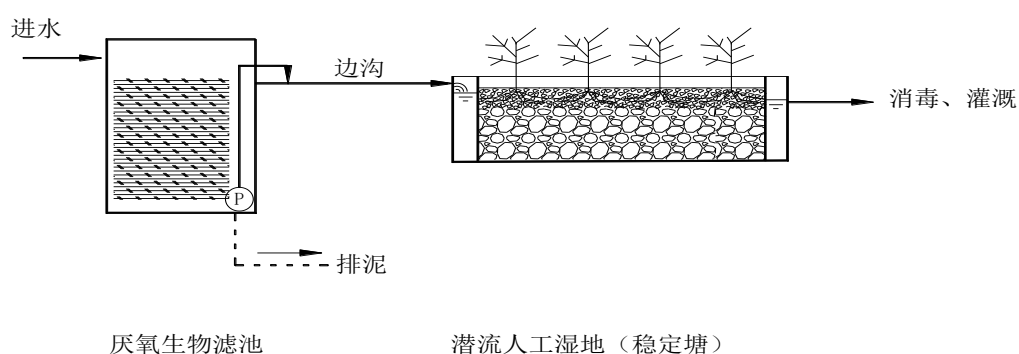 进水
边沟
消毒、灌溉
P
排泥
厌氧生物滤池
潜流人工湿地（稳定塘）